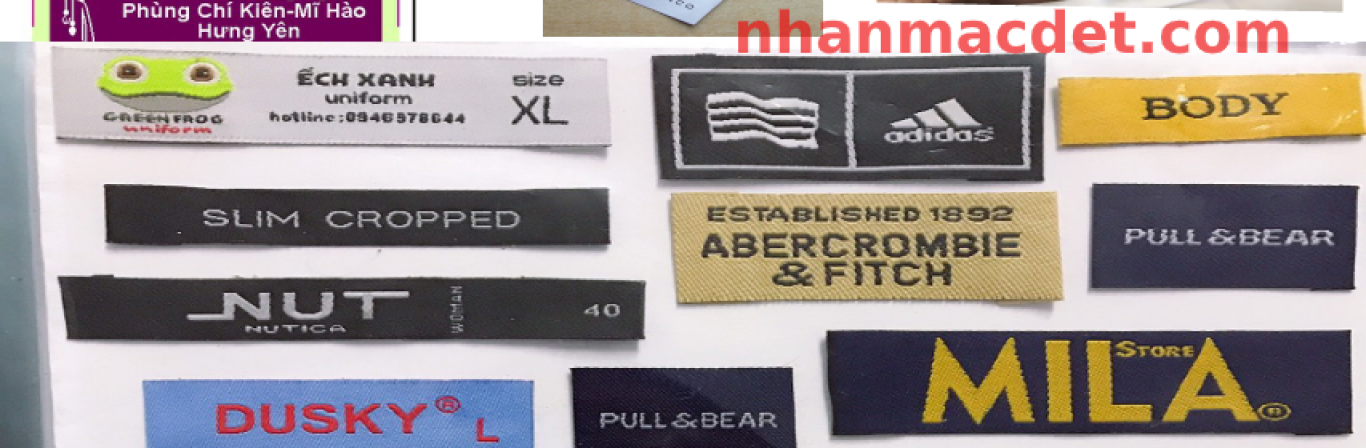 Phùng Chí Kiên-Mĩ Hào
Hưng Yên
nhanmacdet.com
ẾCH XANH
uniform
hotline:0946978644
size
XL
GREEN FROG
uniform
adidas
BODY
SLIM CROPPED
ESTABLISHED 1892
ABERCROMBIE
& FITCH
PULL &BEAR
NUT
NUTICA
WOMAN
40
MILA
STORE
®
DUSKY®
L
PULL &BEAR